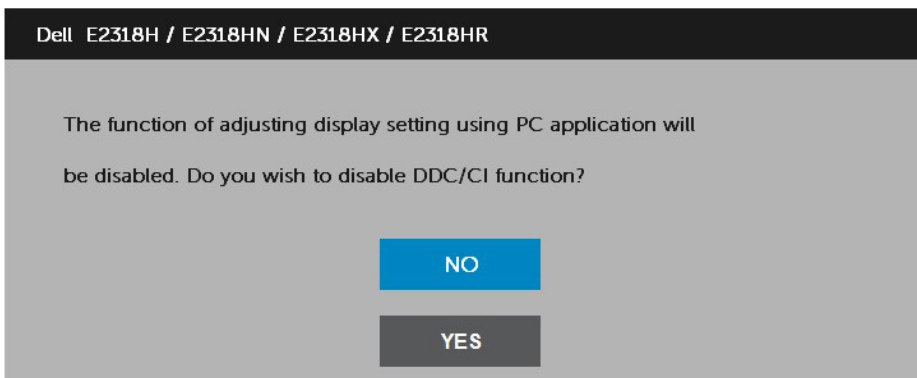 Dell E2318H / E2318HN / E2318HX / E2318HR
The function of adjusting display setting using PC application will
be disabled. Do you wish to disable DDC/CI function?
NO
YES